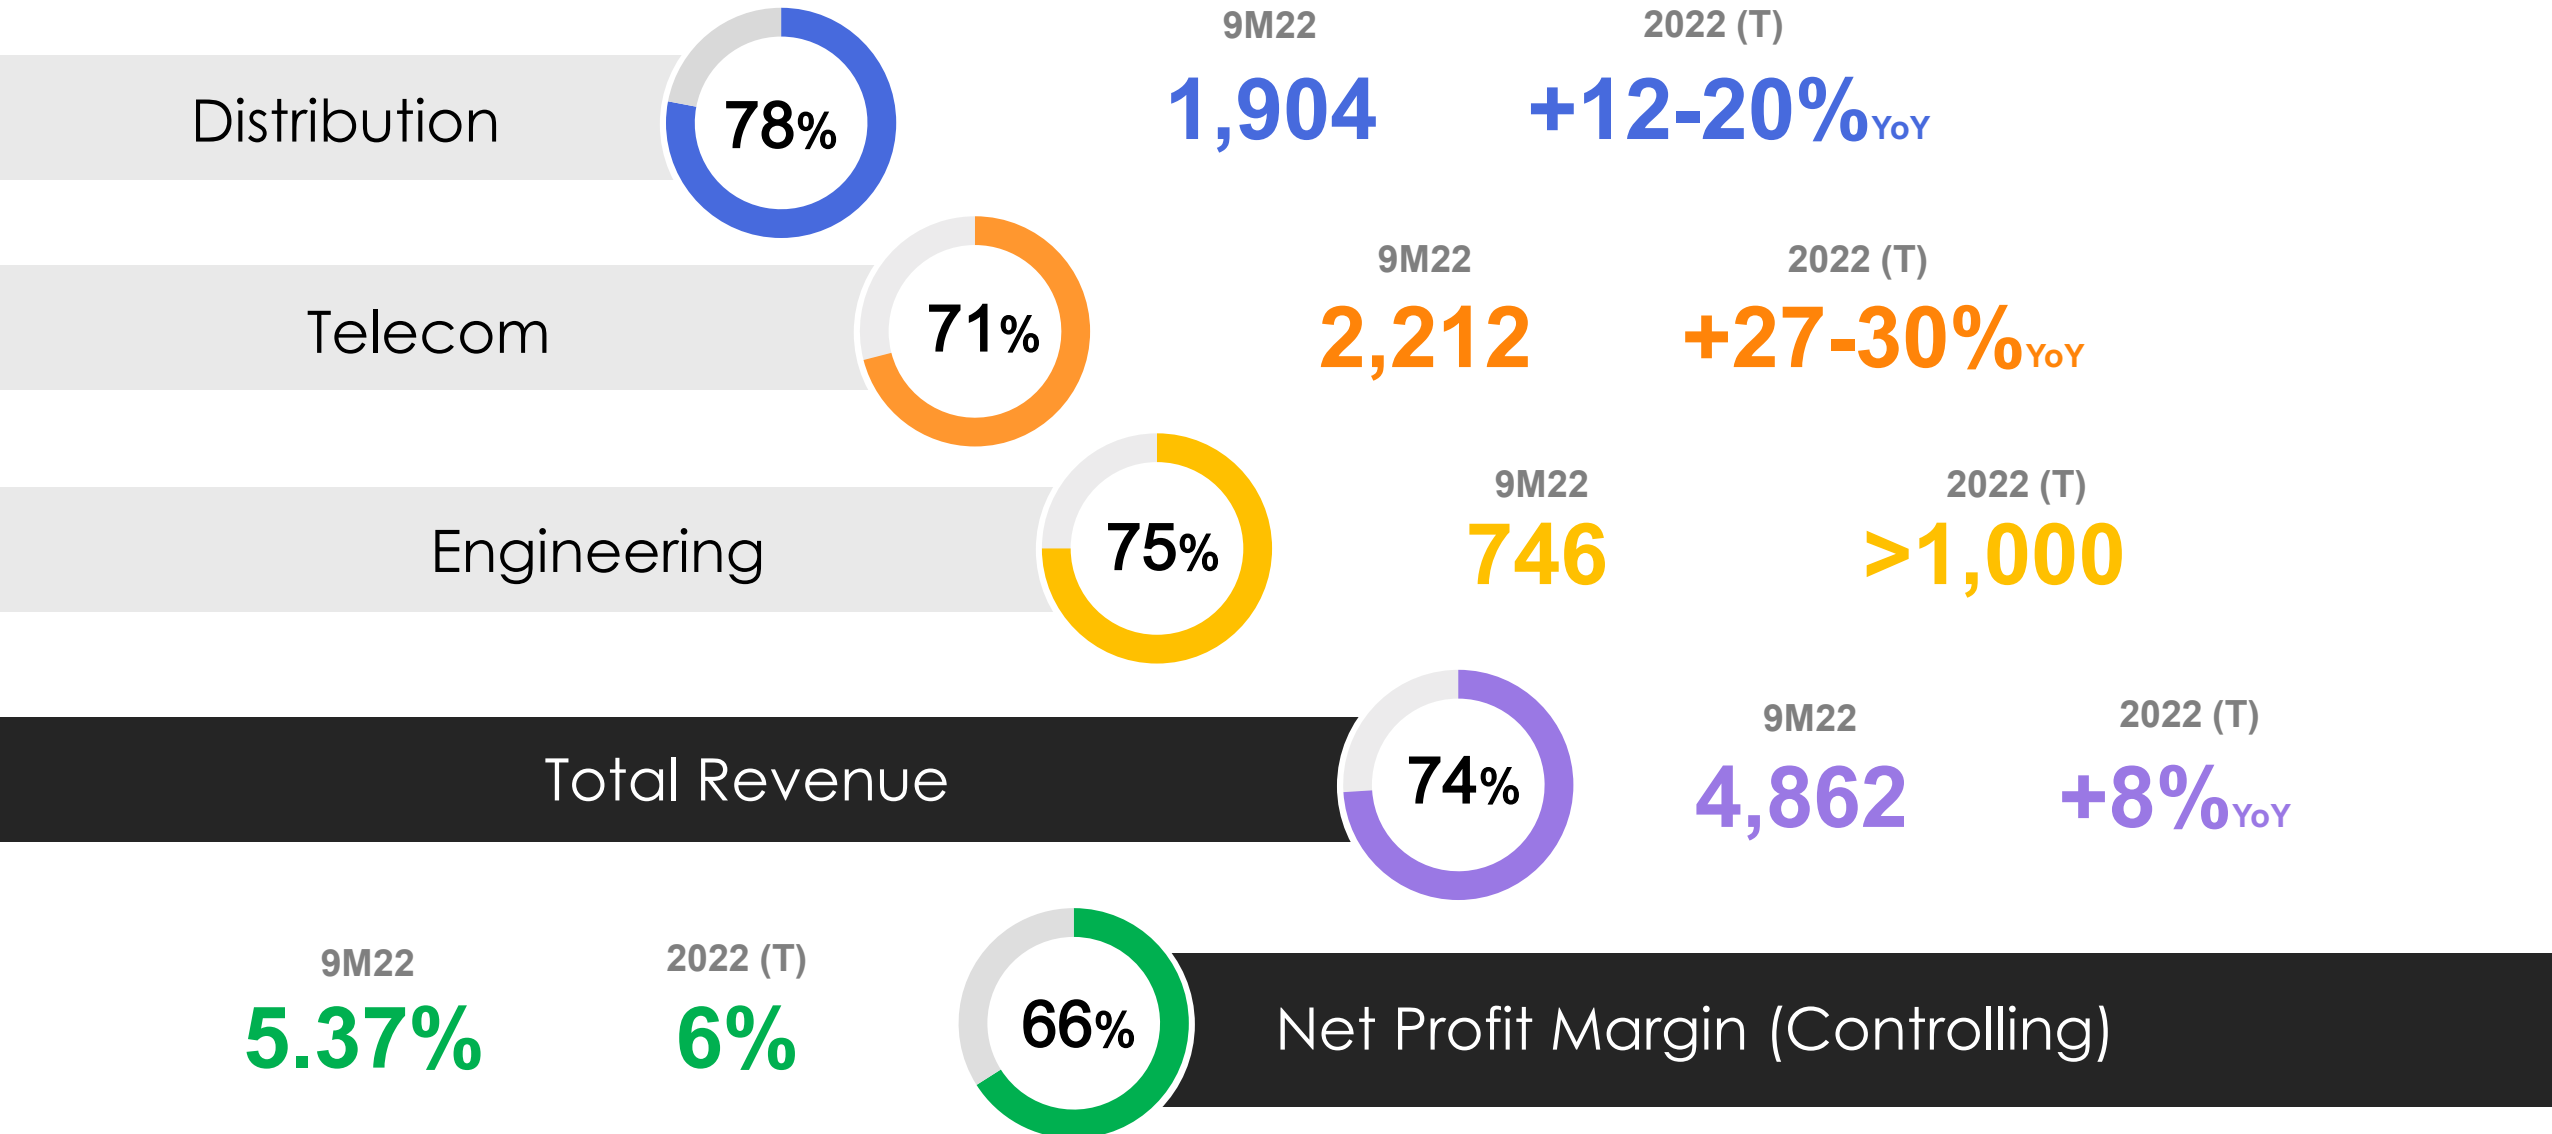 9M22 2022 (T)
Distribution 78% 1,904 +12-20%YoY
9M22 2022 (T)
Telecom 71% 2,212 +27-30%YoY
9M22 2022 (T)
Engineering 75% 746 >1,000
9M22 2022 (T)
Total Revenue 74% 4,862 +8%YoY
9M22 2022 (T)
5.37% 6% 66% Net Profit Margin (Controlling)